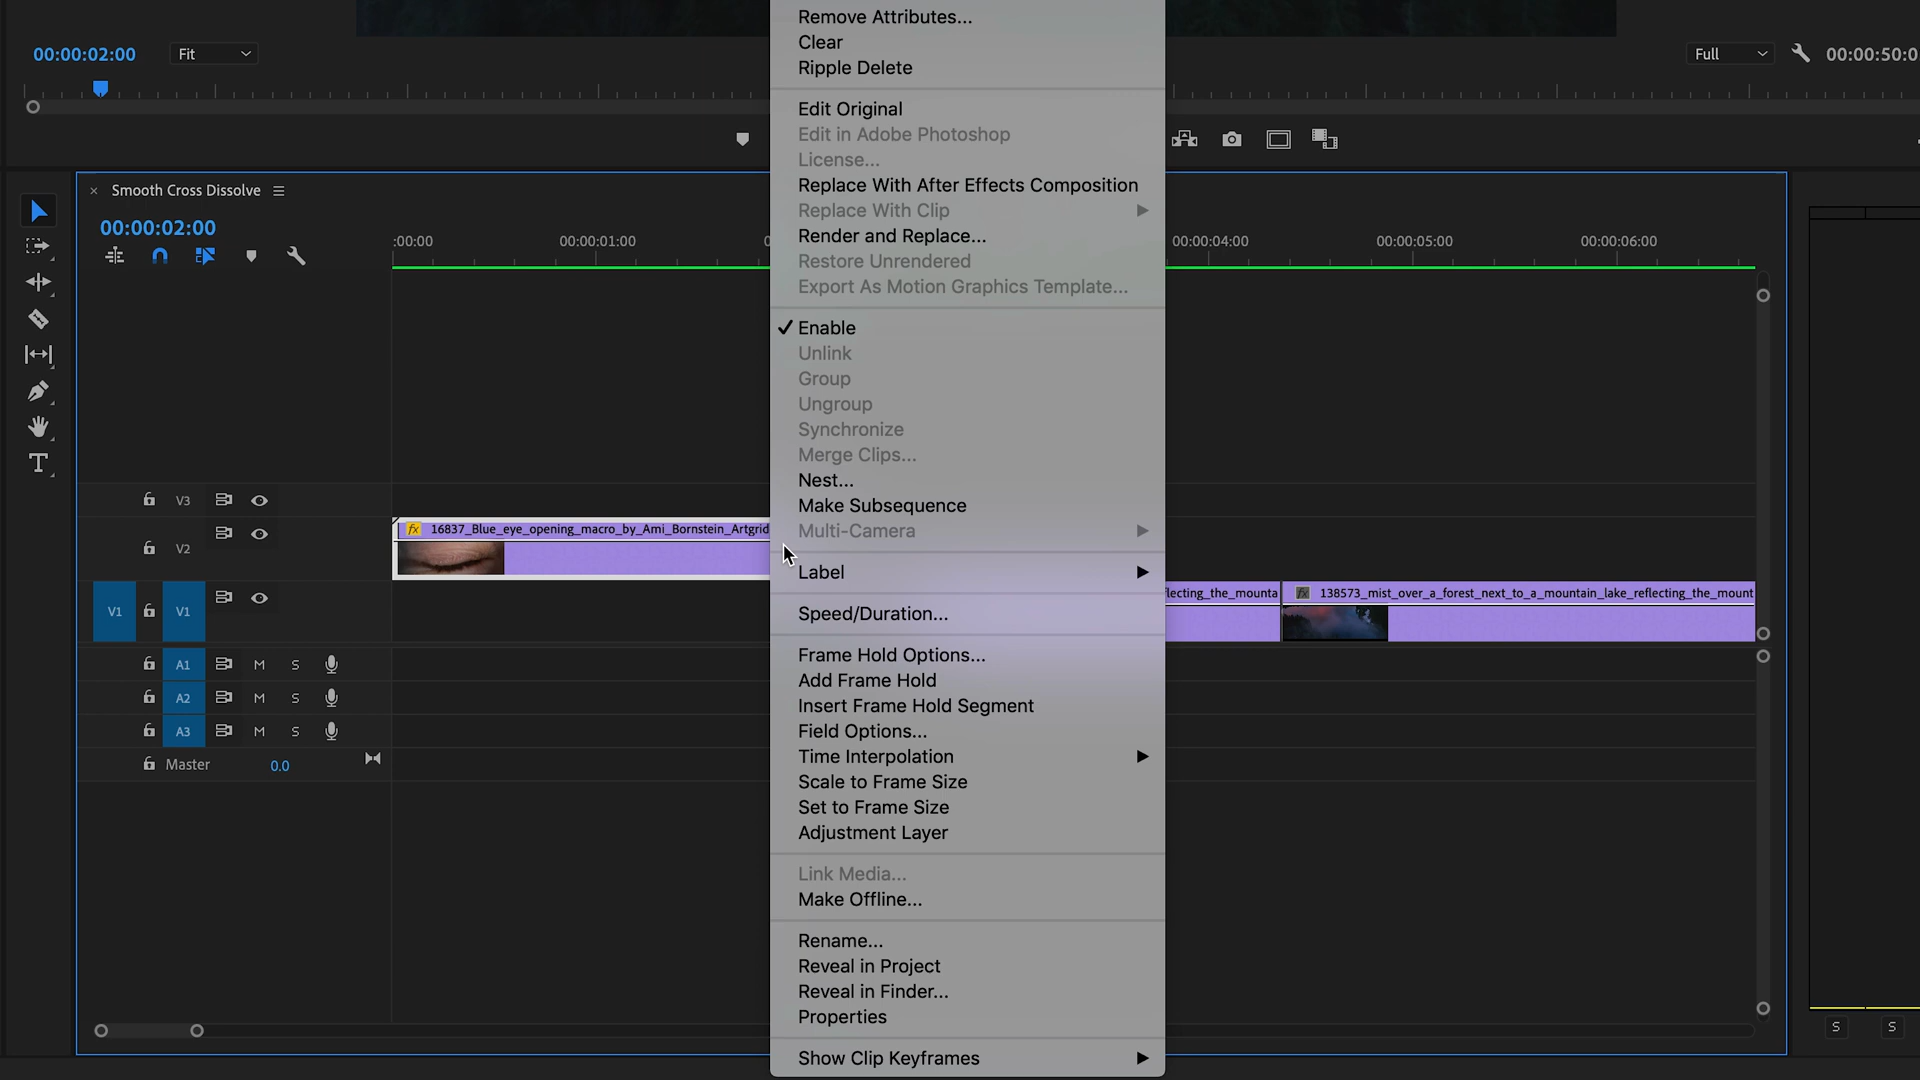 00:00:02:00
Fit
Full
00:00:50:0
Remove Attributes...
Clear
Ripple Delete
Edit Original
Edit in Adobe Photoshop
License...
Replace With After Effects Composition
Replace With Clip
Render and Replace...
Restore Unrendered
Export As Motion Graphics Template...
Enable
Unlink
Group
Ungroup
Synchronize
Merge Clips...
Nest...
Make Subsequence
Multi-Camera
Label
Speed/Duration...
Frame Hold Options...
Add Frame Hold
Insert Frame Hold Segment
Field Options...
Time Interpolation
Scale to Frame Size
Set to Frame Size
Adjustment Layer
Link Media...
Make Offline...
Rename...
Reveal in Project
Reveal in Finder...
Properties
Show Clip Keyframes
Smooth Cross Dissolve
00:00:02:00
:00:00
00:00:01:00
00:00:04:00
00:00:05:00
00:00:06:00
V3
V2
fx 16837_Blue_eye_opening_macro_by_Ami_Bornstein_Artgrid
V1
V1
lecting_the_mounta
fx 138573_mist_over_a_forest_next_to_a_mountain_lake_reflecting_the_mount
A1 M S
A2 M S
A3 M S
Master 0.0
S S